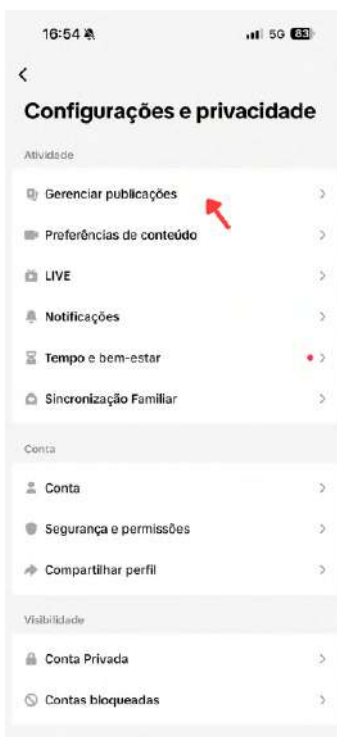 16:54
5G 83
Configurações e privacidade
Atividade
Gerenciar publicações
Preferências de conteúdo
LIVE
Notificações
Tempo e bem-estar
Sincronização Familiar
Conta
Conta
Segurança e permissões
Compartilhar perfil
Visibilidade
Conta Privada
Contas bloqueadas